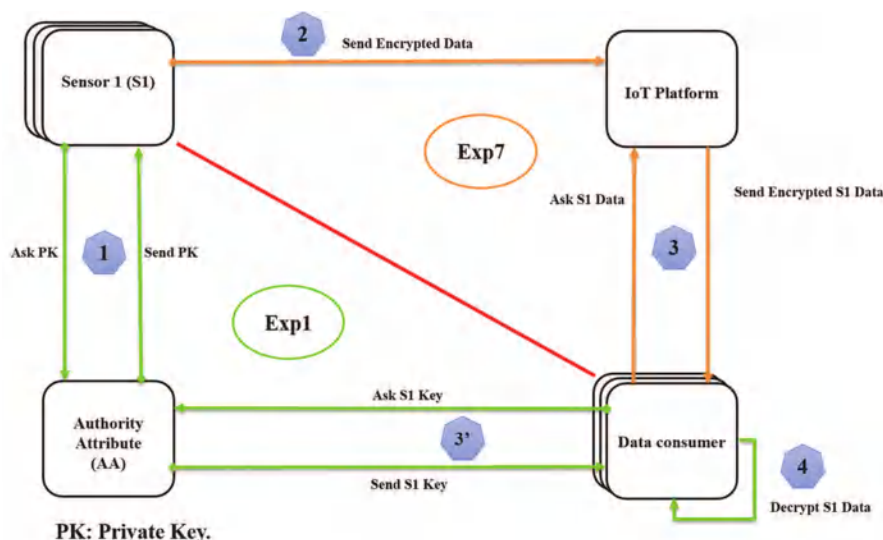 2
Send Encrypted Data
Sensor 1 (S1)
IoT Platform
Exp7
Ask S1 Data
Send Encrypted S1 Data
Ask PK
1
Send PK
3
Exp1
Ask S1 Key
Authority
Attribute
(AA)
3’
Data consumer
4
Send S1 Key
Decrypt S1 Data
PK: Private Key.